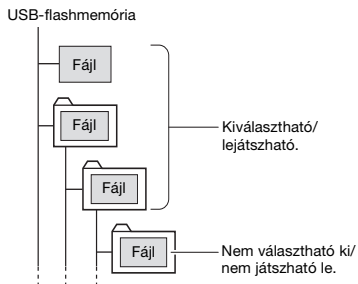 USB-flashmemória
Fájl
Fájl
Kiválasztható/
lejátszható.
Fájl
Fájl
Nem választható ki/
nem játszható le.